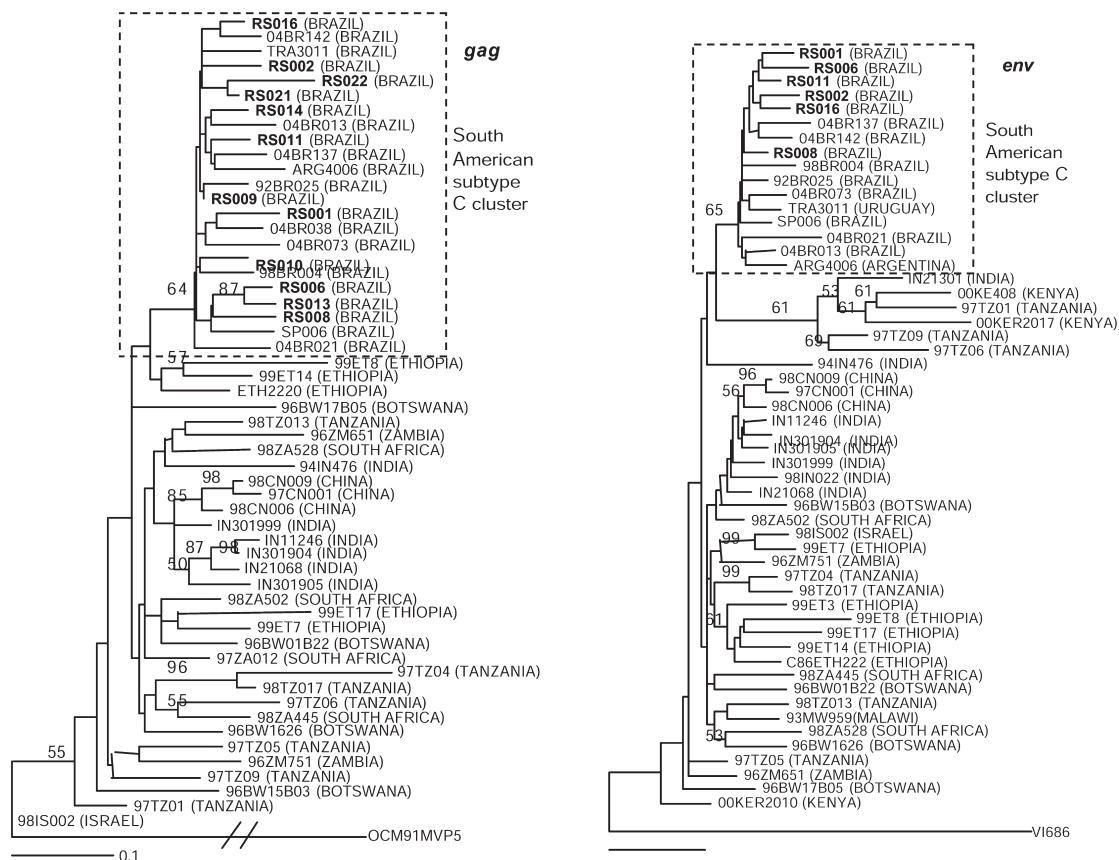 gag
RS016 (BRAZIL)
04BR142 (BRAZIL)
TRA3011 (BRAZIL)
RS002 (BRAZIL)
RS022 (BRAZIL)
RS021 (BRAZIL)
RS014 (BRAZIL)
04BR013 (BRAZIL)
RS011 (BRAZIL)
04BR137 (BRAZIL)
ARG4006 (BRAZIL)
92BR025 (BRAZIL)
RS009 (BRAZIL)
RS001 (BRAZIL)
04BR038 (BRAZIL)
04BR073 (BRAZIL)
RS010 (BRAZIL)
98BR004 (BRAZIL)
64
87
RS006 (BRAZIL)
RS013 (BRAZIL)
RS008 (BRAZIL)
SP006 (BRAZIL)
04BR021 (BRAZIL)
South
American
subtype
C cluster
57
99ET8 (ETHIOPIA)
99ET14 (ETHIOPIA)
ETH2220 (ETHIOPIA)
96BW17B05 (BOTSWANA)
98TZ013 (TANZANIA)
96ZM651 (ZAMBIA)
98ZA528 (SOUTH AFRICA)
94IN476 (INDIA)
98
98CN009 (CHINA)
85
97CN001 (CHINA)
98CN006 (CHINA)
IN301999 (INDIA)
87
98
IN11246 (INDIA)
IN301904 (INDIA)
50
IN21068 (INDIA)
IN301905 (INDIA)
98ZA502 (SOUTH AFRICA)
99ET17 (ETHIOPIA)
99ET7 (ETHIOPIA)
96BW01B22 (BOTSWANA)
97ZA012 (SOUTH AFRICA)
96
97TZ04 (TANZANIA)
98TZ017 (TANZANIA)
55
97TZ06 (TANZANIA)
98ZA445 (SOUTH AFRICA)
96BW1626 (BOTSWANA)
55
97TZ05 (TANZANIA)
96ZM751 (ZAMBIA)
97TZ09 (TANZANIA)
96BW15B03 (BOTSWANA)
97TZ01 (TANZANIA)
98IS002 (ISRAEL)
OCM91MVP5
0.1
env
RS001 (BRAZIL)
RS006 (BRAZIL)
RS011 (BRAZIL)
RS002 (BRAZIL)
RS016 (BRAZIL)
04BR137 (BRAZIL)
04BR142 (BRAZIL)
RS008 (BRAZIL)
98BR004 (BRAZIL)
92BR025 (BRAZIL)
04BR073 (BRAZIL)
65
TRA3011 (URUGUAY)
SP006 (BRAZIL)
04BR021 (BRAZIL)
04BR013 (BRAZIL)
ARG4006 (ARGENTINA)
South
American
subtype C
cluster
IN21301 (INDIA)
53
61
00KE408 (KENYA)
61
61
97TZ01 (TANZANIA)
00KER2017 (KENYA)
69
97TZ09 (TANZANIA)
97TZ06 (TANZANIA)
94IN476 (INDIA)
96
98CN009 (CHINA)
56
97CN001 (CHINA)
98CN006 (CHINA)
IN11246 (INDIA)
IN301904 (INDIA)
IN301905 (INDIA)
IN301999 (INDIA)
98IN022 (INDIA)
IN21068 (INDIA)
96BW15B03 (BOTSWANA)
98ZA502 (SOUTH AFRICA)
99
98IS002 (ISRAEL)
99ET7 (ETHIOPIA)
96ZM751 (ZAMBIA)
99
97TZ04 (TANZANIA)
98TZ017 (TANZANIA)
99ET3 (ETHIOPIA)
61
99ET8 (ETHIOPIA)
99ET17 (ETHIOPIA)
99ET14 (ETHIOPIA)
C86ETH222 (ETHIOPIA)
98ZA445 (SOUTH AFRICA)
96BW01B22 (BOTSWANA)
98TZ013 (TANZANIA)
93MW959(MALAWI)
53
98ZA528 (SOUTH AFRICA)
96BW1626 (BOTSWANA)
97TZ05 (TANZANIA)
96ZM651 (ZAMBIA)
96BW17B05 (BOTSWANA)
00KER2010 (KENYA)
VI686